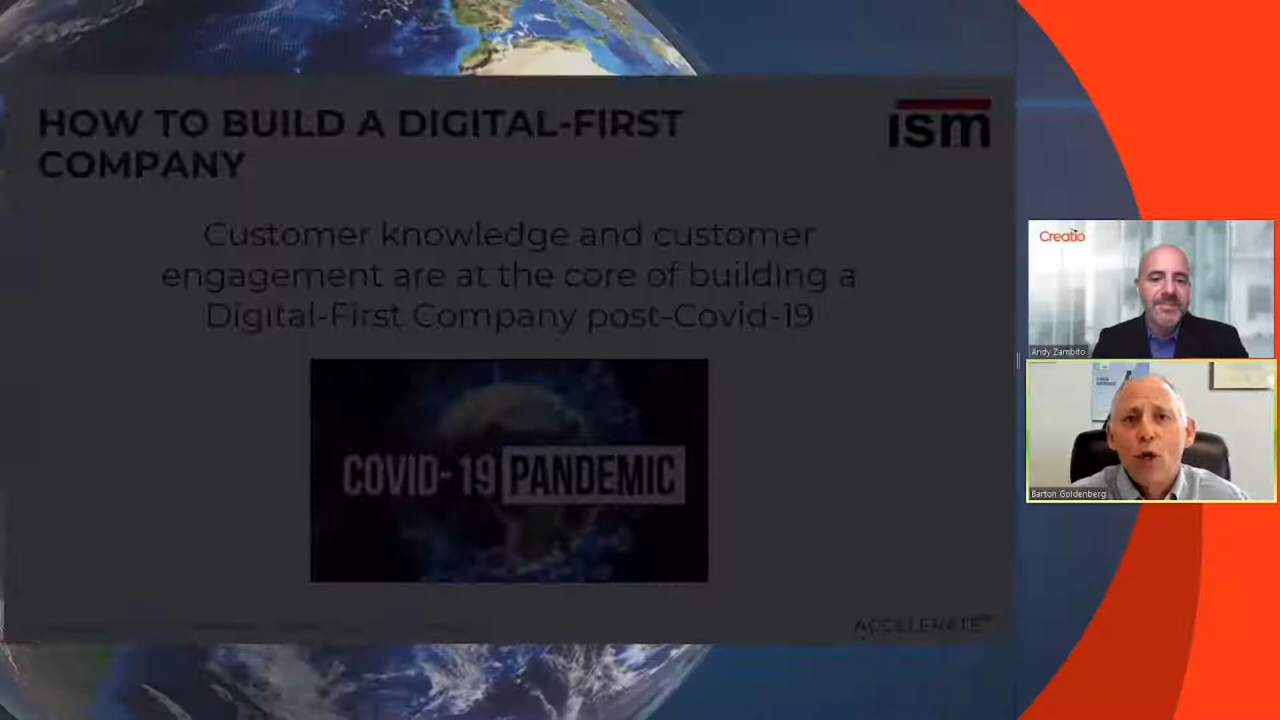 HOW TO BUILD A DIGITAL-FIRST
COMPANY
ism
Customer knowledge and customer
engagement are at the core of building a
Digital-First Company post-Covid-19
COVID-19 PANDEMIC
ACCELERATE
Creatio
Andy Zambito
Barton Goldenberg